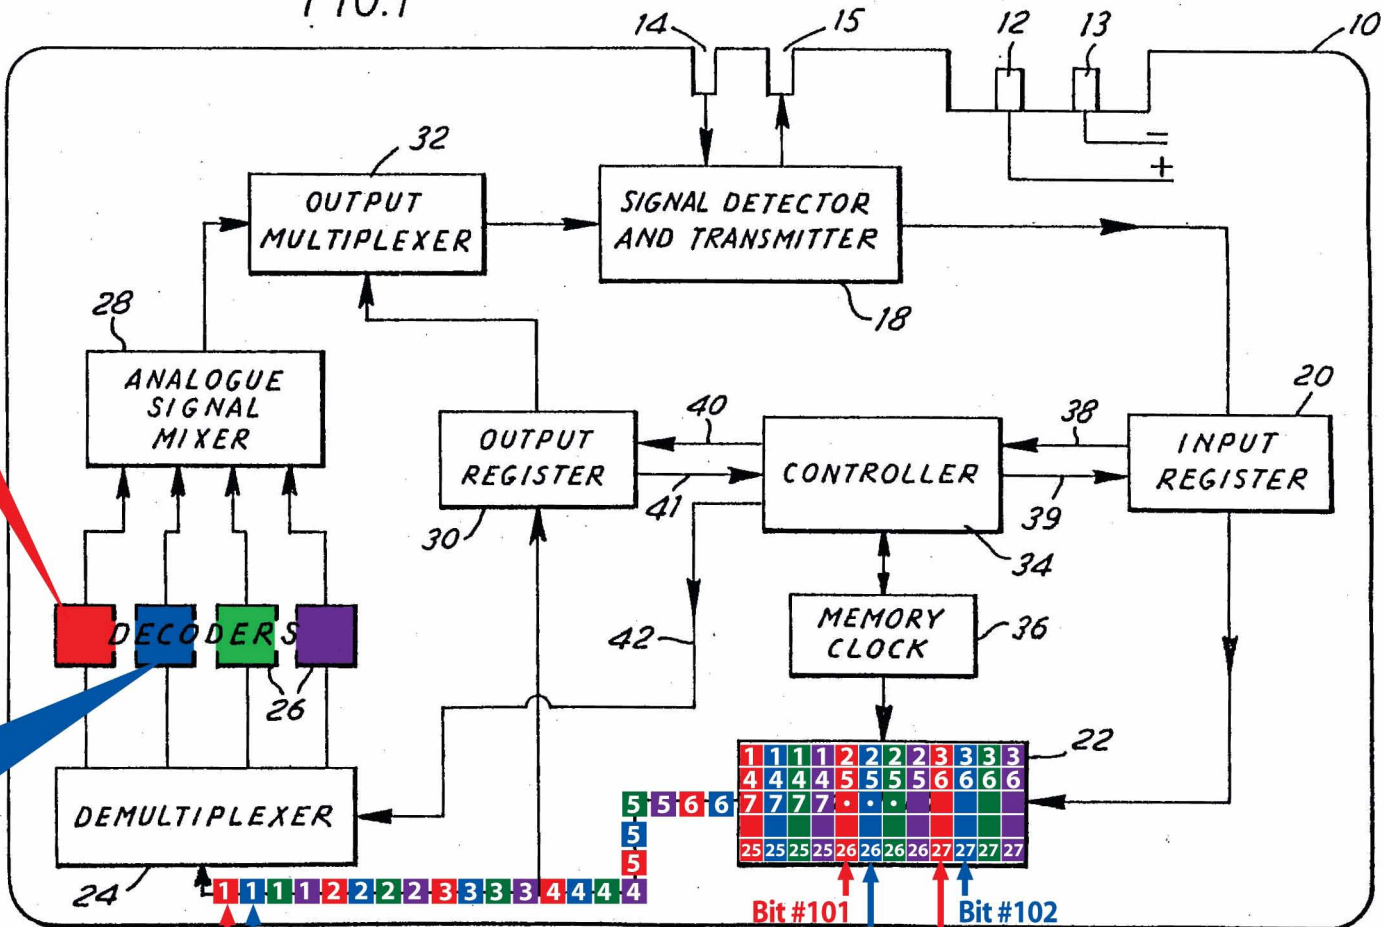 FIG.1
14
15
12
13
10
32
OUTPUT
MULTIPLEXER
SIGNAL DETECTOR
AND TRANSMITTER
18
−
+
28
ANALOGUE
SIGNAL
MIXER
OUTPUT
REGISTER
30
40
41
CONTROLLER
34
38
39
20
INPUT
REGISTER
DECODERS
26
42
MEMORY
CLOCK
36
22
1 1 1 1 2 2 2 2 3 3 3 3
4 4 4 4 5 5 5 5 6 6 6 6
7 7 7 7 · · ·
25 25 25 25 26 26 26 26 27 27 27 27
DEMULTIPLEXER
24
5 5 6 6
5
5
1 1 1 1 2 2 2 2 3 3 3 3 4 4 4 4
Bit #101
Bit #102